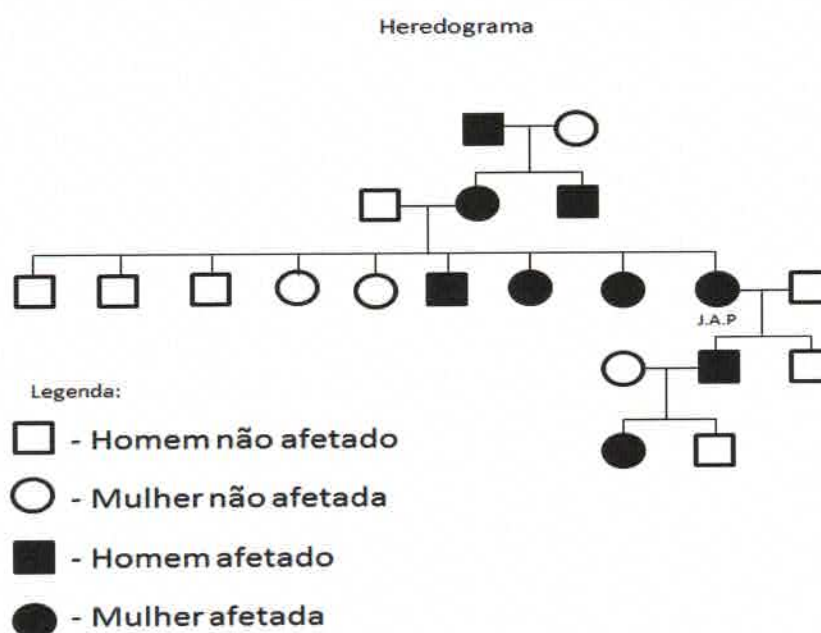 Heredograma
J.A.P
Legenda:
- Homem não afetado
- Mulher não afetada
- Homem afetado
- Mulher afetada